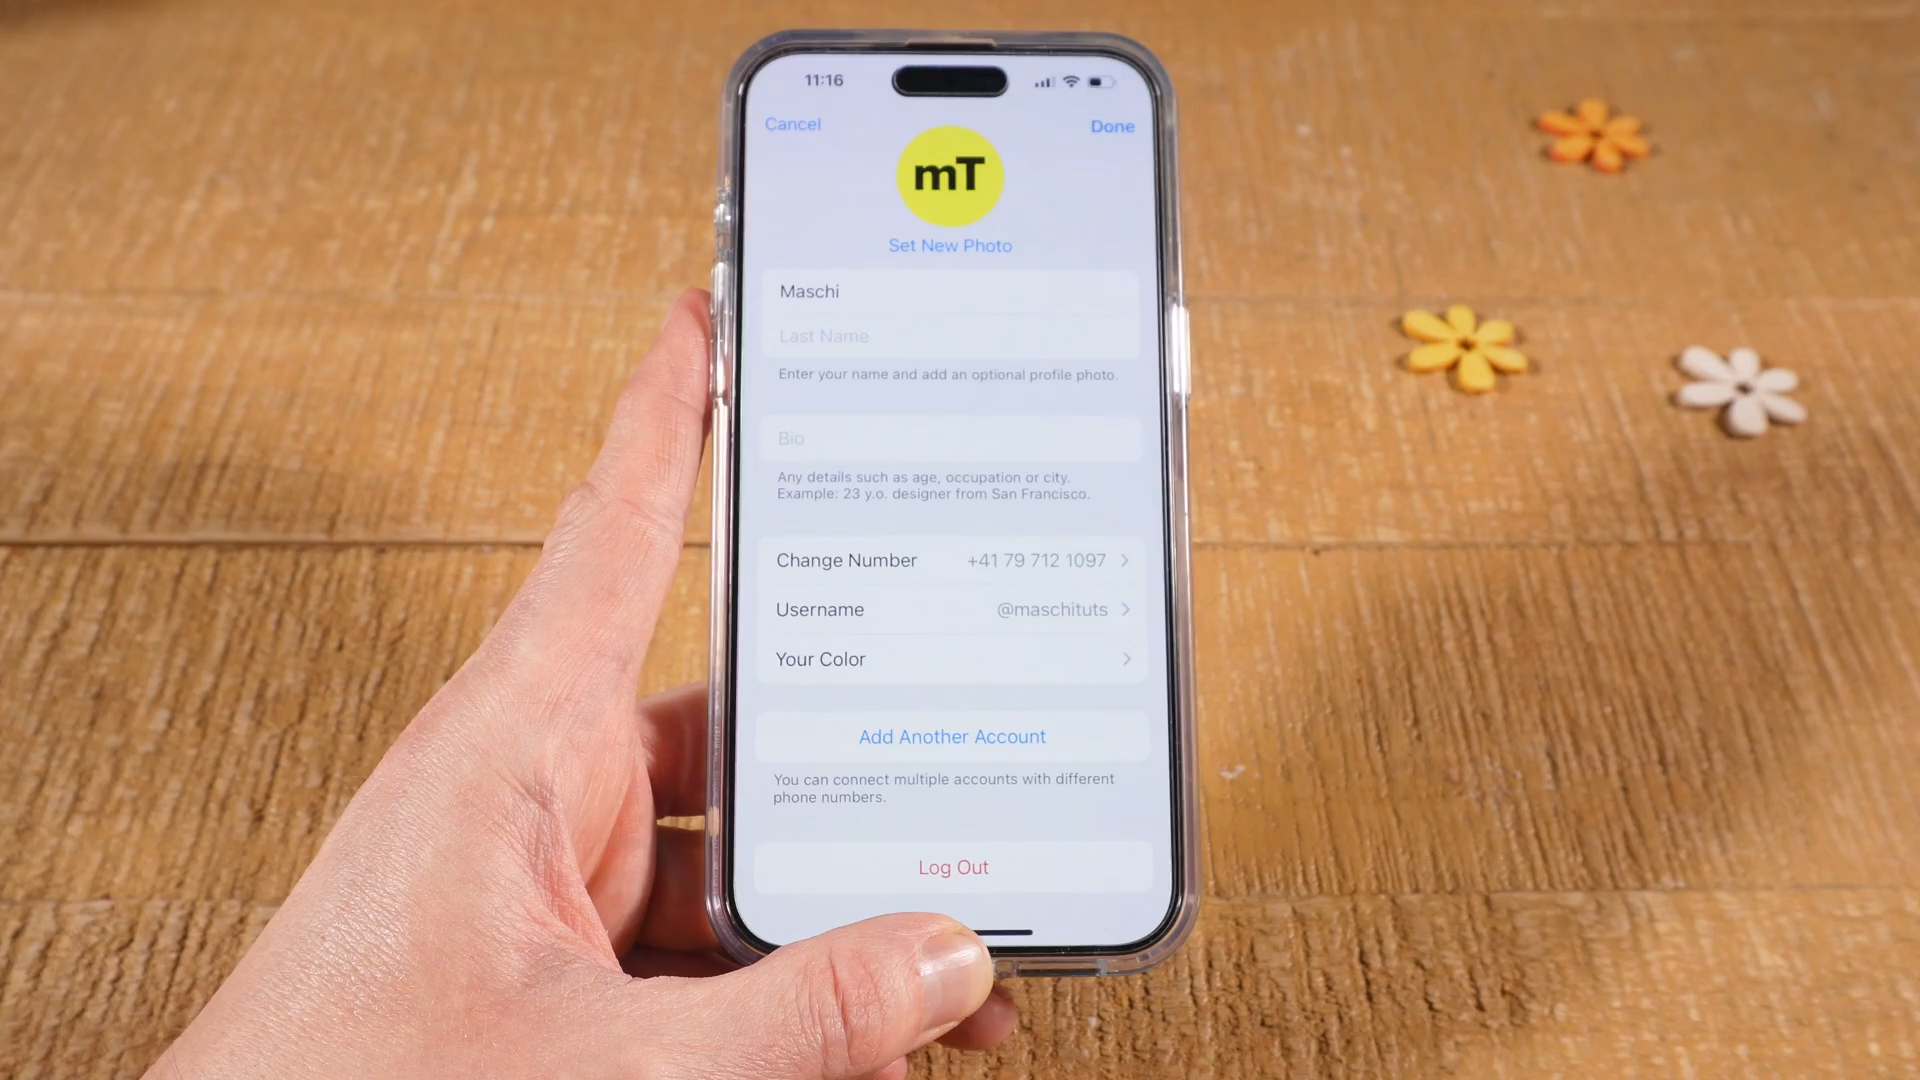 11:16
Cancel
Done
mT
Set New Photo
Maschi
Last Name
Enter your name and add an optional profile photo.
Bio
Any details such as age, occupation or city.
Example: 23 y.o. designer from San Francisco.
Change Number +41 79 712 1097
Username @maschituts
Your Color
Add Another Account
You can connect multiple accounts with different
phone numbers.
Log Out